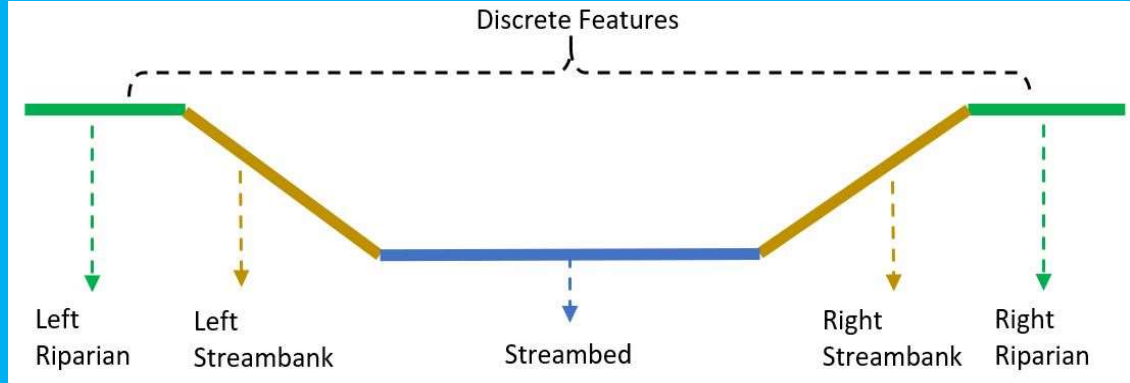 Discrete Features
Left
Riparian
Left
Streambank
Streambed
Right
Streambank
Right
Riparian